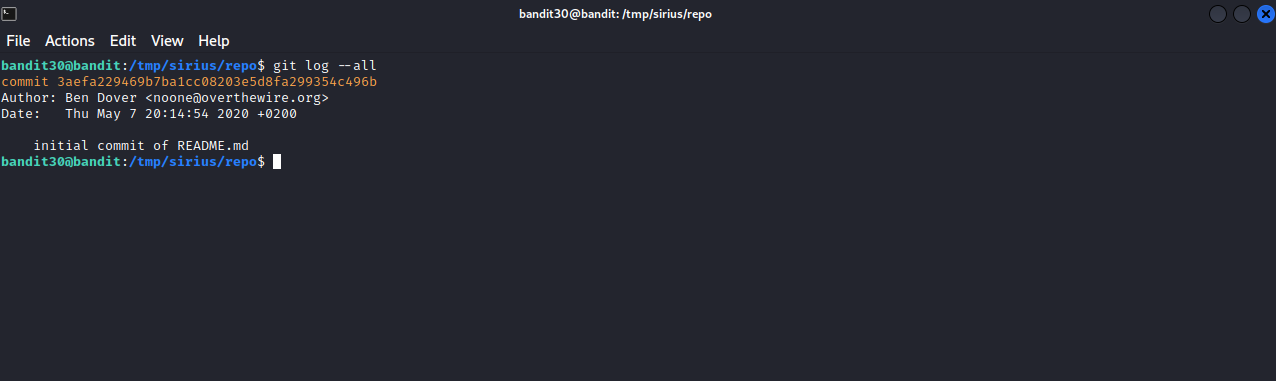 bandit30@bandit: /tmp/sirius/repo
File Actions Edit View Help
bandit30@bandit:/tmp/sirius/repo$ git log --all
commit 3aefa229469b7ba1cc08203e5d8fa299354c496b
Author: Ben Dover <noone@overthewire.org>
Date:   Thu May 7 20:14:54 2020 +0200
    initial commit of README.md
bandit30@bandit:/tmp/sirius/repo$